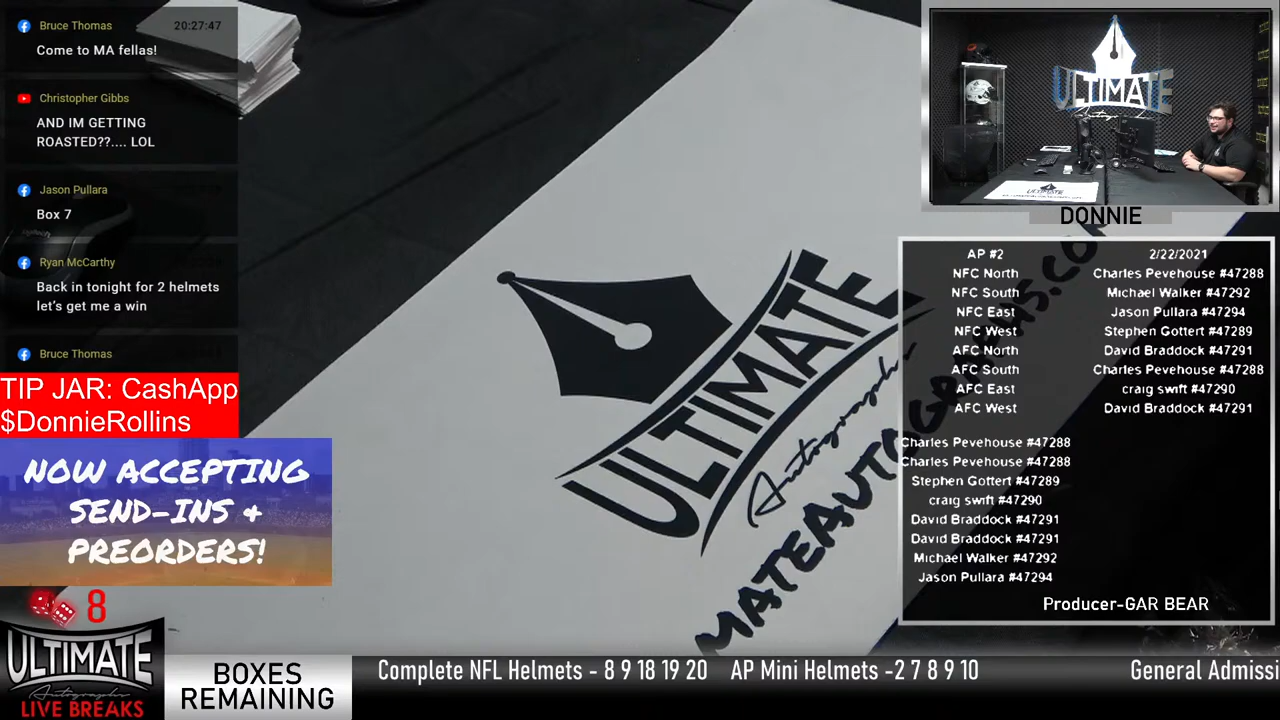 Bruce Thomas 20:27:47
Come to MA fellas!
Christopher Gibbs
AND IM GETTING
ROASTED??.... LOL
Jason Pullara
Box 7
Ryan McCarthy
Back in tonight for 2 helmets
let's get me a win
Bruce Thomas
TIP JAR: CashApp
$DonnieRollins
NOW ACCEPTING
SEND-INS &
PREORDERS!
8
ULTIMATE
Autographs
LIVE BREAKS
BOXES
REMAINING
Complete NFL Helmets - 8 9 18 19 20 AP Mini Helmets -2 7 8 9 10 General Admissi
ULTIMATE
Autographs
MATEAUTOGRAPHS.COM
ULTIMATE
Autographs
DONNIE
AP #2 2/22/2021
NFC North Charles Pevehouse #47288
NFC South Michael Walker #47292
NFC East Jason Pullara #47294
NFC West Stephen Gottert #47289
AFC North David Braddock #47291
AFC South Charles Pevehouse #47288
AFC East craig swift #47290
AFC West David Braddock #47291
Charles Pevehouse #47288
Charles Pevehouse #47288
Stephen Gottert #47289
craig swift #47290
David Braddock #47291
David Braddock #47291
Michael Walker #47292
Jason Pullara #47294
Producer-GAR BEAR